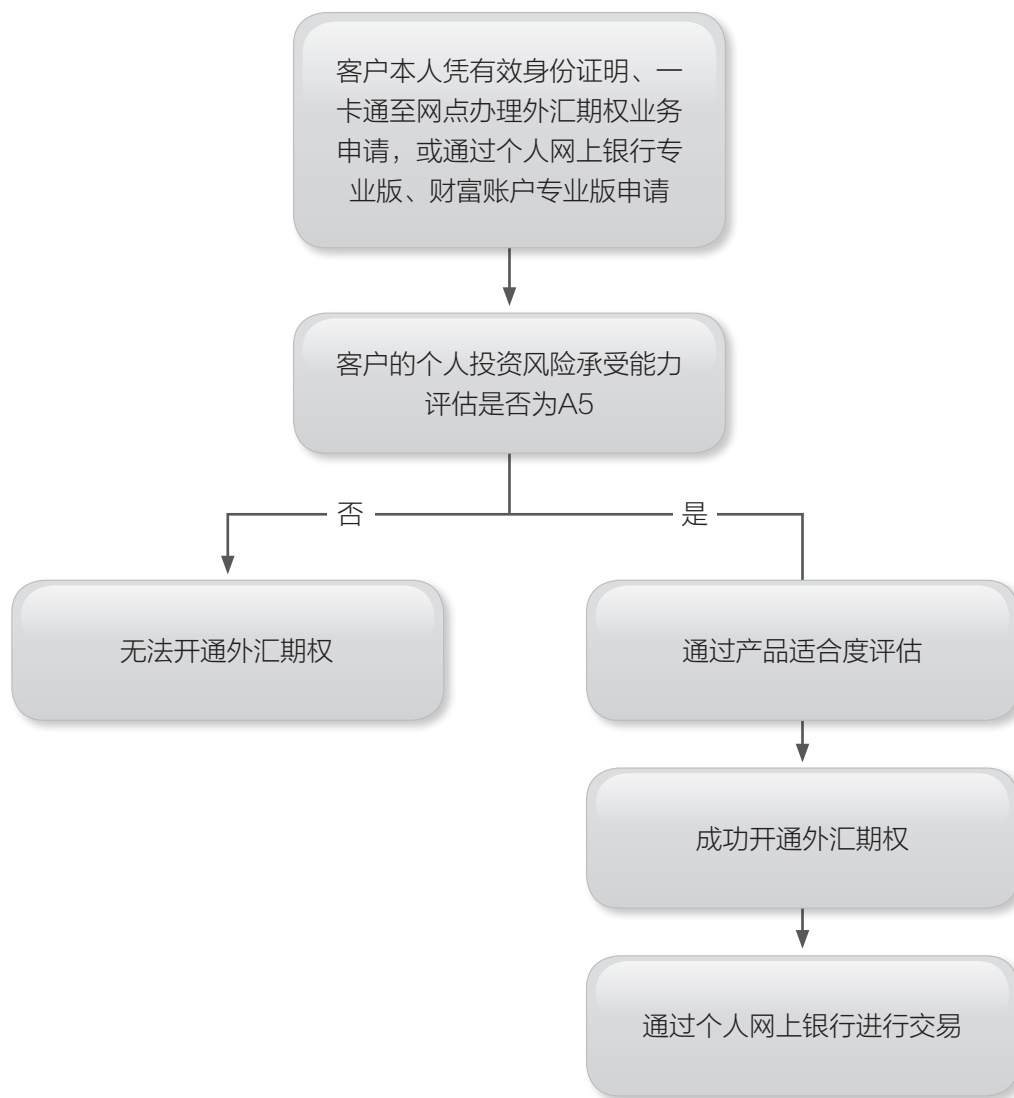 客户本人凭有效身份证明、一
卡通至网点办理外汇期权业务
申请，或通过个人网上银行专
业版、财富账户专业版申请
客户的个人投资风险承受能力
评估是否为A5
否
是
无法开通外汇期权
通过产品适合度评估
成功开通外汇期权
通过个人网上银行进行交易